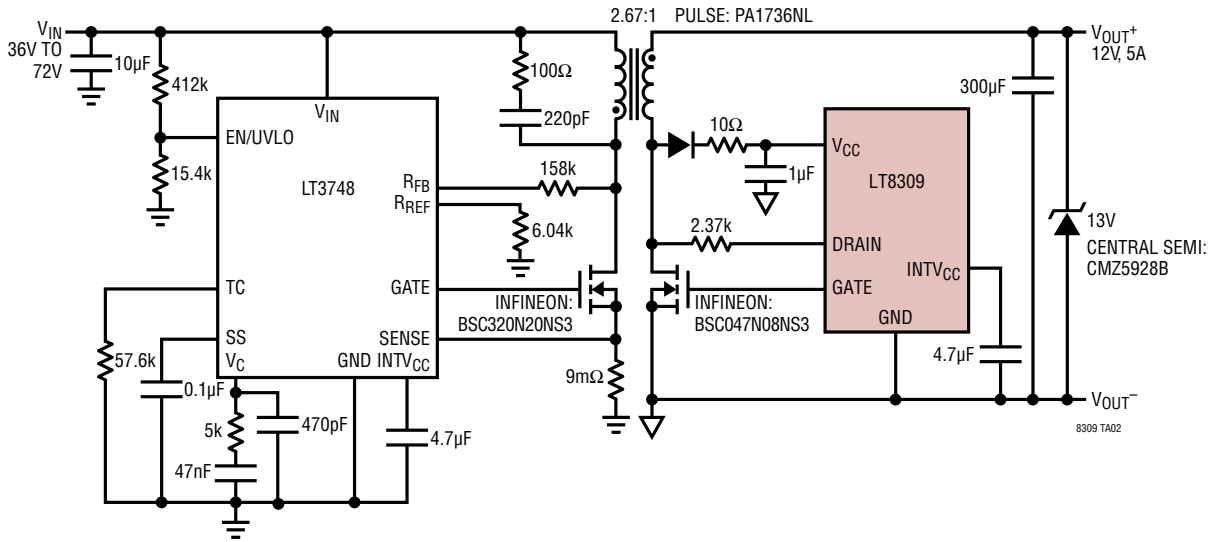 2.67:1 PULSE: PA1736NL
VIN
36V TO
72V
10µF
412k
15.4k
100Ω
220pF
VIN
EN/UVLO
LT3748
RFB
RREF
158k
6.04k
TC
GATE
SS
SENSE
VC
GND INTVCC
INFINEON:
BSC320N20NS3
57.6k
0.1µF
5k
47nF
470pF
4.7µF
9mΩ
10Ω
1µF
2.37k
INFINEON:
BSC047N08NS3
VCC
LT8309
DRAIN
INTVCC
GATE
GND
4.7µF
300µF
VOUT+
12V, 5A
13V
CENTRAL SEMI:
CMZ5928B
VOUT–
8309 TA02